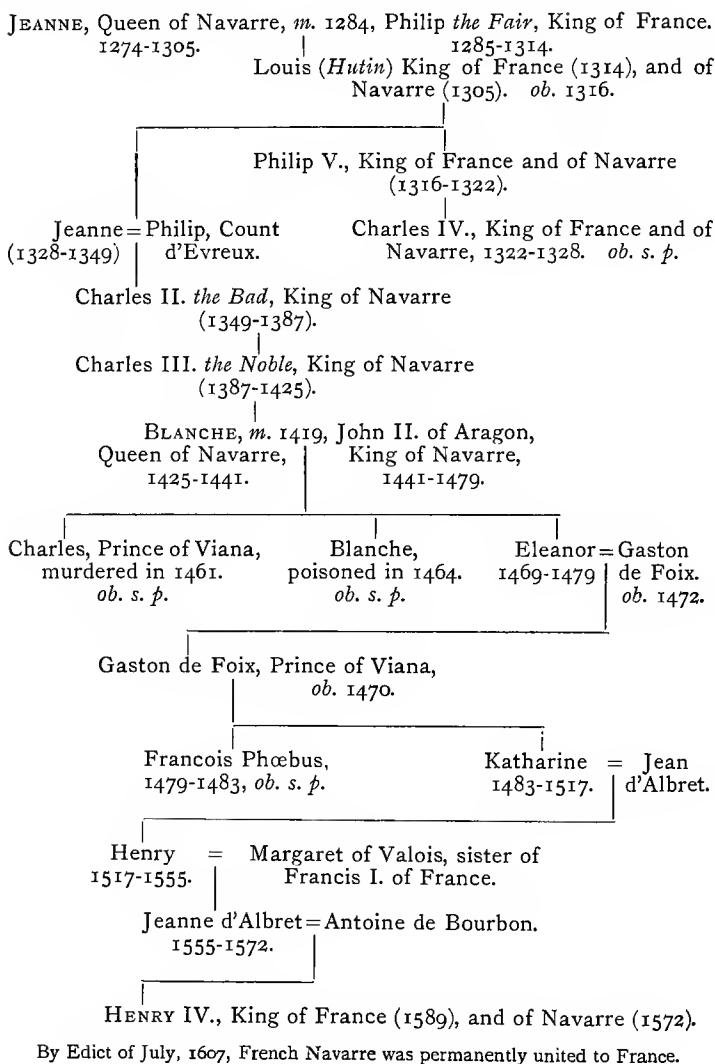 JEANNE, Queen of Navarre, m. 1284, Philip the Fair, King of France.
1274-1305. 1285-1314.
Louis (Hutin) King of France (1314), and of
Navarre (1305). ob. 1316.
Philip V., King of France and of Navarre
(1316-1322).
Jeanne = Philip, Count Charles IV., King of France and of
(1328-1349) d'Evreux. Navarre, 1322-1328. ob. s. p.
Charles II. the Bad, King of Navarre
(1349-1387).
Charles III. the Noble, King of Navarre
(1387-1425).
BLANCHE, m. 1419, John II. of Aragon,
Queen of Navarre, King of Navarre,
1425-1441. 1441-1479.
Charles, Prince of Viana, Blanche, Eleanor = Gaston
murdered in 1461. poisoned in 1464. 1469-1479 de Foix.
ob. s. p. ob. s. p. ob. 1472.
Gaston de Foix, Prince of Viana,
ob. 1470.
Francois Phœbus, Katharine = Jean
1479-1483, ob. s. p. 1483-1517. d'Albret.
Henry = Margaret of Valois, sister of
1517-1555. Francis I. of France.
Jeanne d'Albret = Antoine de Bourbon.
1555-1572.
HENRY IV., King of France (1589), and of Navarre (1572).
By Edict of July, 1607, French Navarre was permanently united to France.